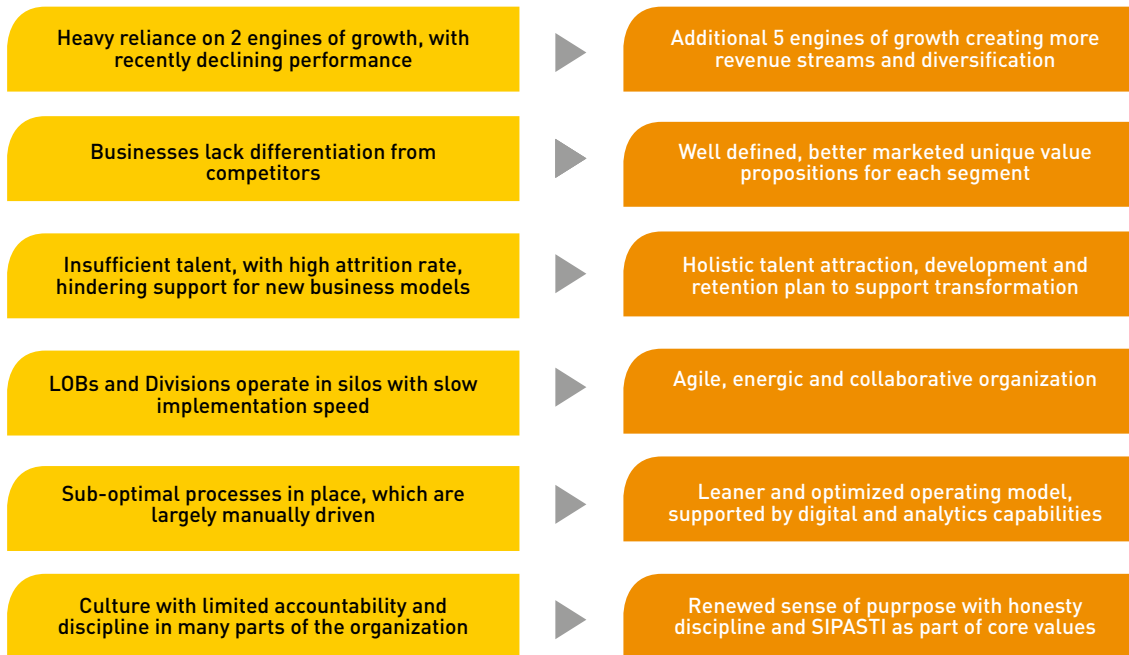 Heavy reliance on 2 engines of growth, with
recently declining performance
Additional 5 engines of growth creating more
revenue streams and diversification
Businesses lack differentiation from
competitors
Well defined, better marketed unique value
propositions for each segment
Insufficient talent, with high attrition rate,
hindering support for new business models
Holistic talent attraction, development and
retention plan to support transformation
LOBs and Divisions operate in silos with slow
implementation speed
Agile, energic and collaborative organization
Sub-optimal processes in place, which are
largely manually driven
Leaner and optimized operating model,
supported by digital and analytics capabilities
Culture with limited accountability and
discipline in many parts of the organization
Renewed sense of puprpose with honesty
discipline and SIPASTI as part of core values